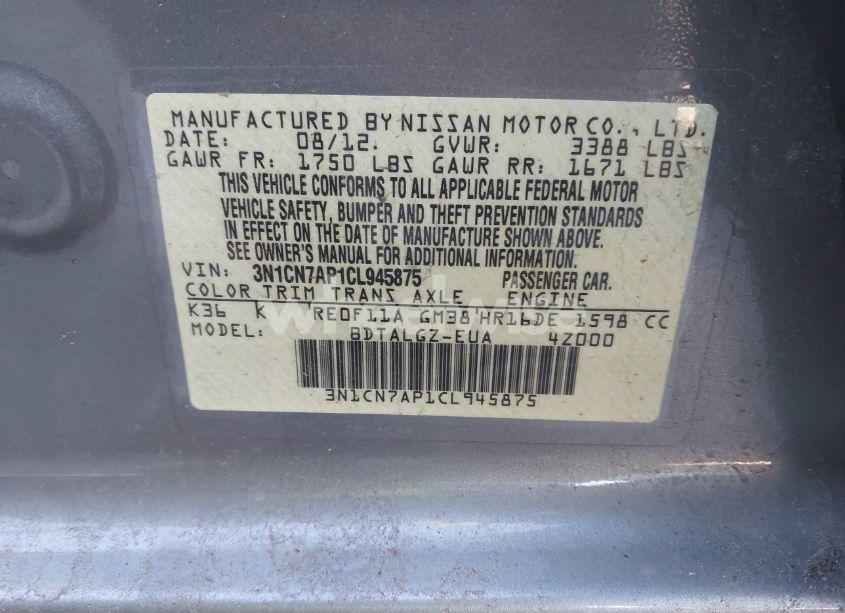 MANUFACTURED BY NISSAN MOTOR CO., LTD.
DATE: 08/12. GVWR: 3388 LBS
GAWR FR: 1750 LBS GAWR RR: 1671 LBS
THIS VEHICLE CONFORMS TO ALL APPLICABLE FEDERAL MOTOR
VEHICLE SAFETY, BUMPER AND THEFT PREVENTION STANDARDS
IN EFFECT ON THE DATE OF MANUFACTURE SHOWN ABOVE.
SEE OWNER'S MANUAL FOR ADDITIONAL INFORMATION
VIN: 3N1CN7AP1CL945875 PASSENGER CAR.
COLOR TRIM TRANS AXLE ENGINE
K36 K RE0F11A GM38 HR16DE 1598 CC
MODEL: BDTALGZ-EUA 4Z000
3N1CN7AP1CL945875